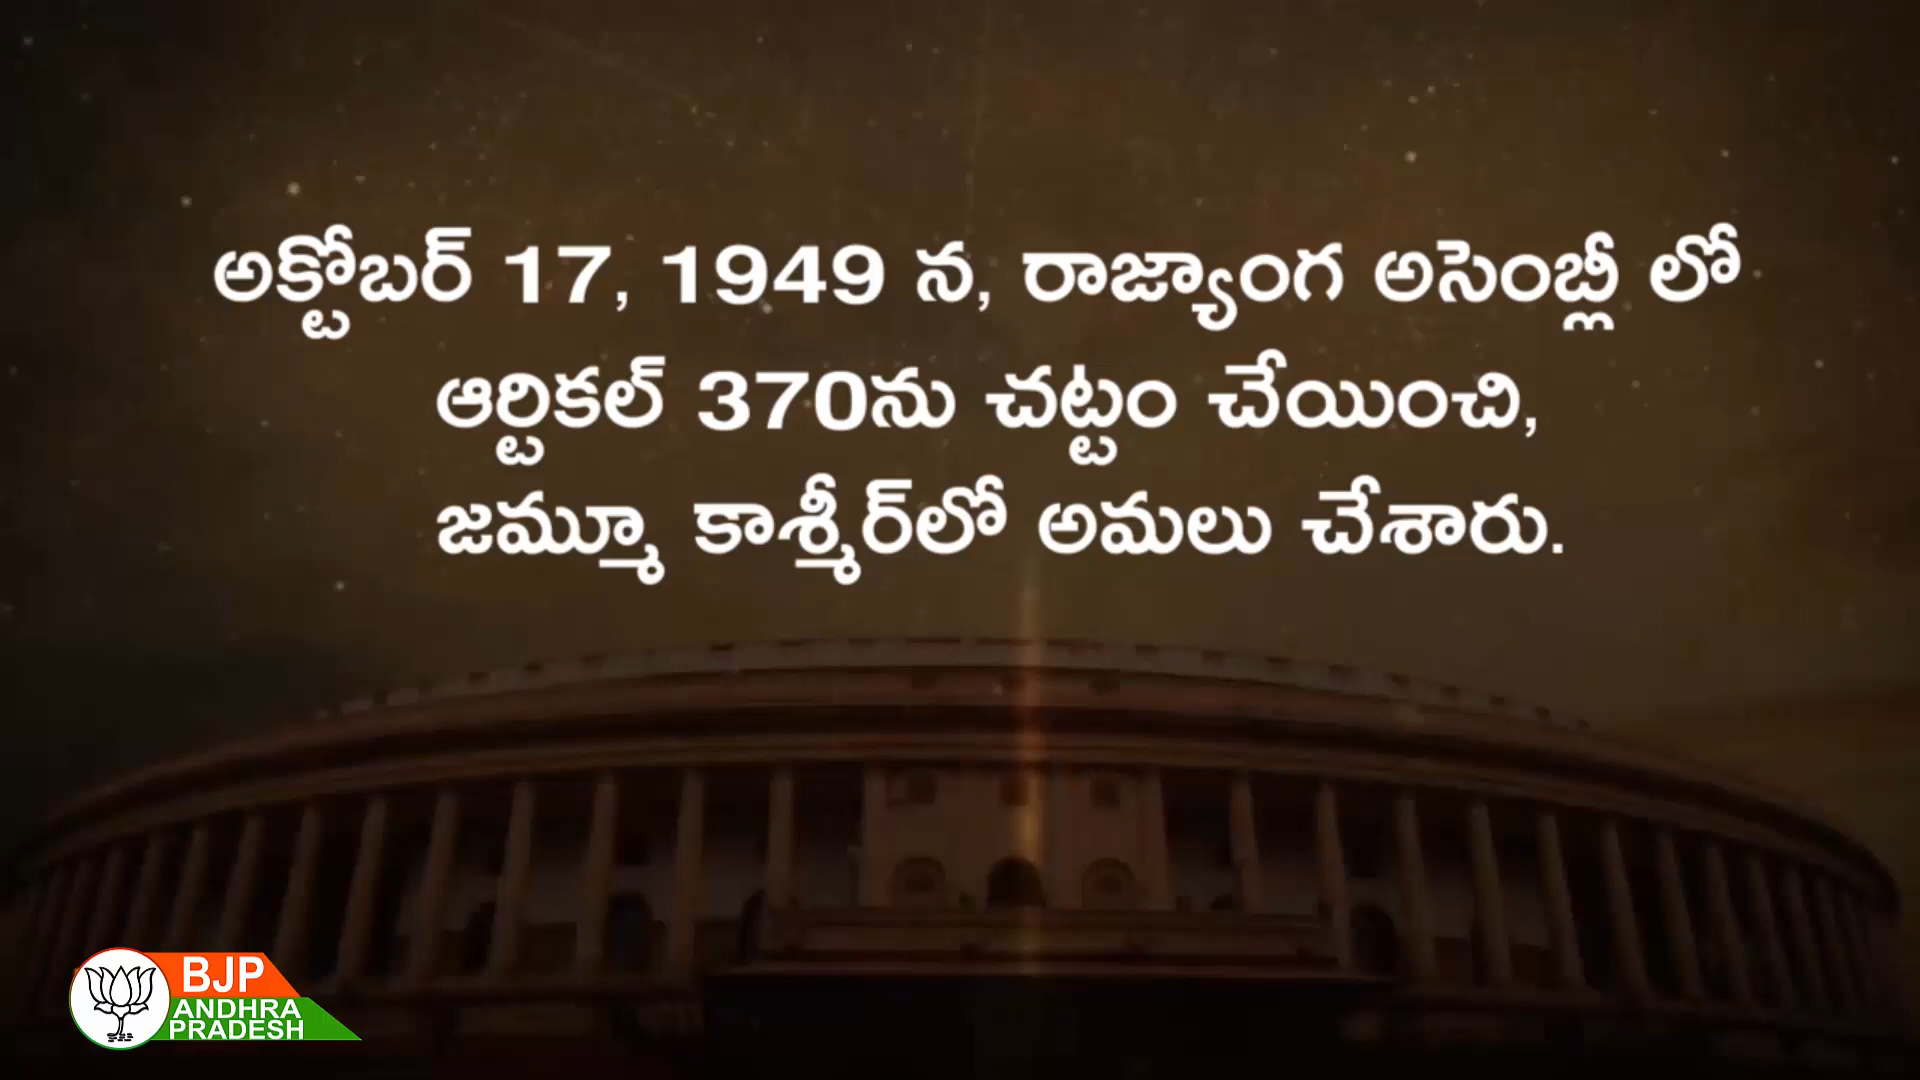 అక్టోబర్ 17, 1949 న, రాజ్యాంగ అసెంబ్లీ లో
ఆర్టికల్ 370ను చట్టం చేయించి,
జమ్మూ కాశ్మీర్‌లో అమలు చేశారు.
BJP
ANDHRA
PRADESH